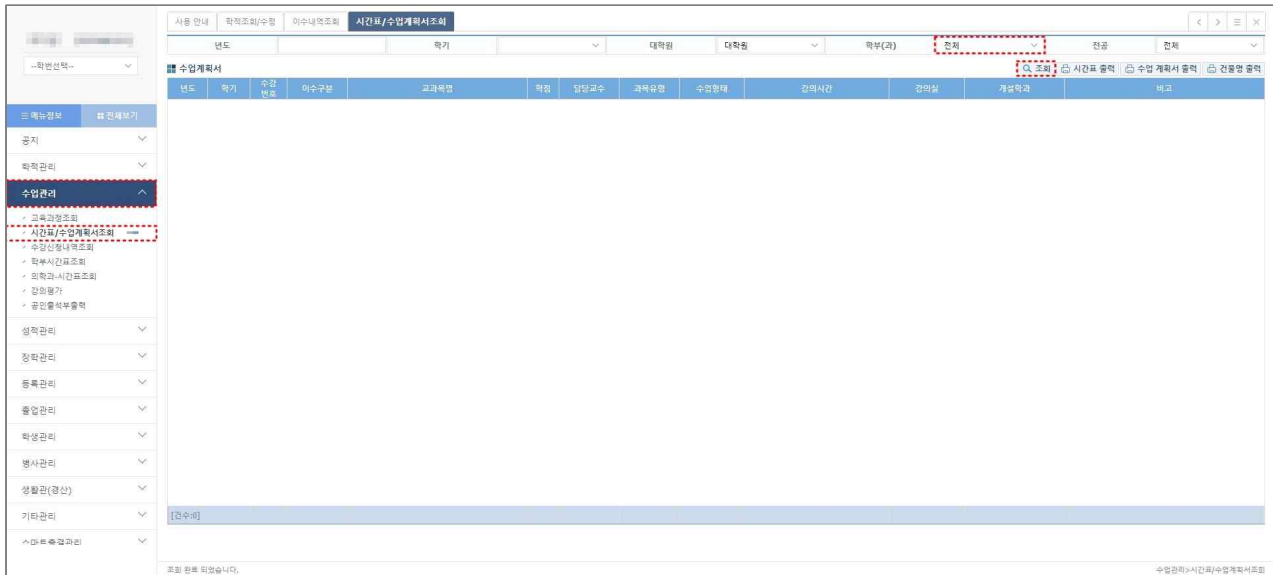 사용 안내 학적조회/수정 이수내역조회 시간표/수업계획서조회
년도 학기 대학원 대학원 학부(과) 전체 전공 전체
--학번선택--
수업계획서 조회 시간표 출력 수업 계획서 출력 건물명 출력
년도 학기 수강번호 이수구분 교과목명 학점 담당교수 과목유형 수업형태 강의시간 강의실 개설학과 비고
메뉴정보 전체보기
공지
학적관리
수업관리
교육과정조회
시간표/수업계획서조회
수강신청내역조회
학부시간표조회
의학과-시간표조회
강의평가
공인출석부출력
성적관리
장학관리
등록관리
졸업관리
학생관리
병사관리
생활관(경산)
기타관리
[건수:0]
스마트출결관리
조회 완료 되었습니다.
수업관리>시간표/수업계획서조회